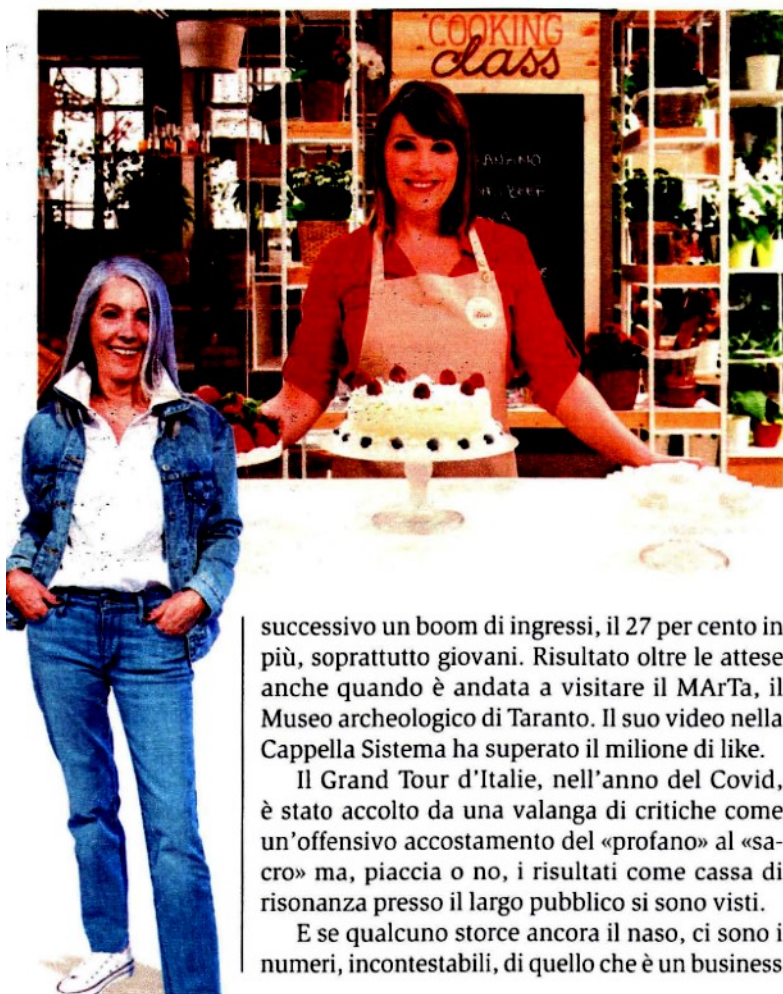 COOKING
class
successivo un boom di ingressi, il 27 per cento in
più, soprattutto giovani. Risultato oltre le attese
anche quando è andata a visitare il MArTa, il
Museo archeologico di Taranto. Il suo video nella
Cappella Sistema ha superato il milione di like.
Il Grand Tour d'Italie, nell'anno del Covid,
è stato accolto da una valanga di critiche come
un'offensivo accostamento del «profano» al «sa-
cro» ma, piaccia o no, i risultati come cassa di
risonanza presso il largo pubblico si sono visti.
E se qualcuno storce ancora il naso, ci sono i
numeri, incontestabili, di quello che è un business